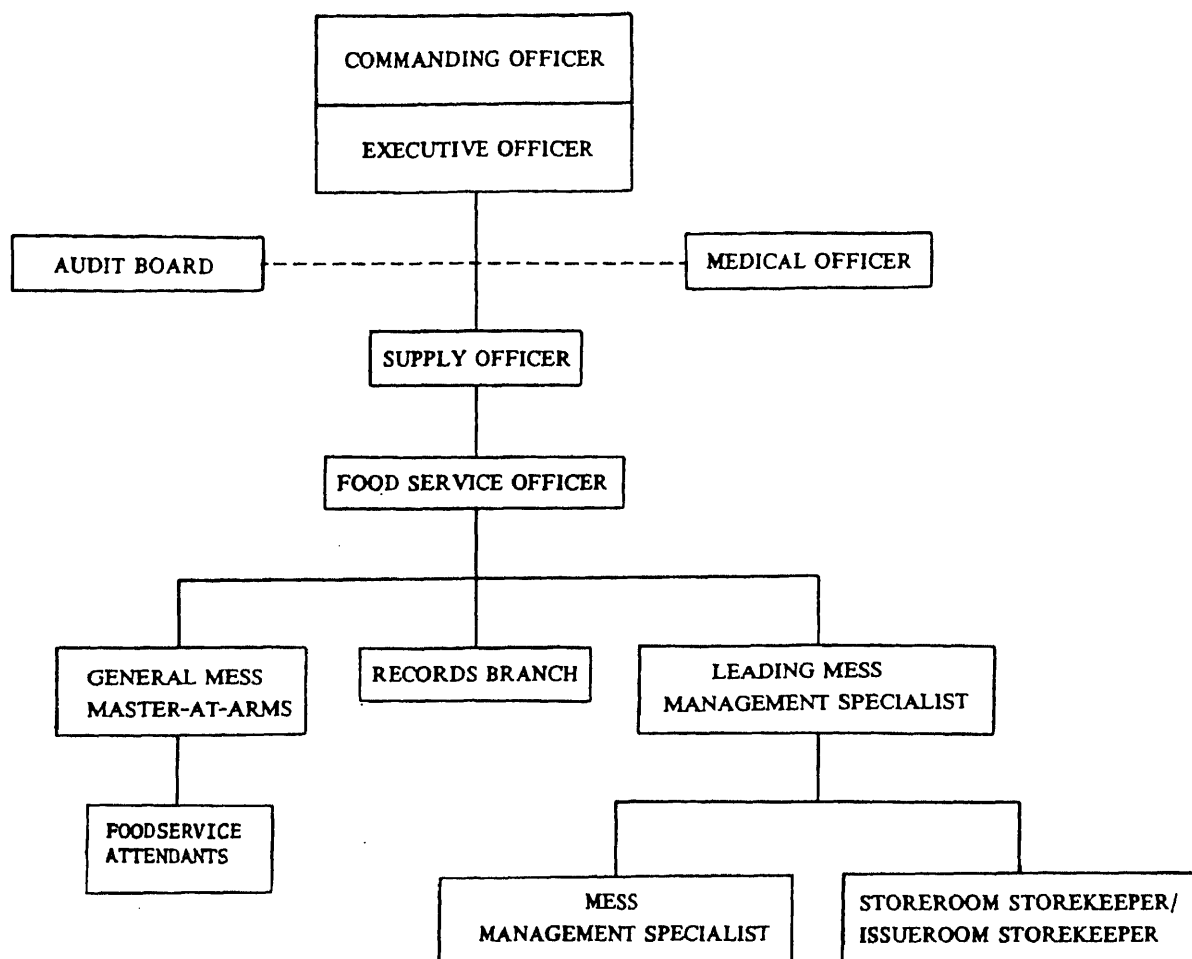 COMMANDING OFFICER
EXECUTIVE OFFICER
AUDIT BOARD
MEDICAL OFFICER
SUPPLY OFFICER
FOOD SERVICE OFFICER
GENERAL MESS
MASTER-AT-ARMS
RECORDS BRANCH
LEADING MESS
MANAGEMENT SPECIALIST
FOODSERVICE
ATTENDANTS
MESS
MANAGEMENT SPECIALIST
STOREROOM STOREKEEPER/
ISSUEROOM STOREKEEPER